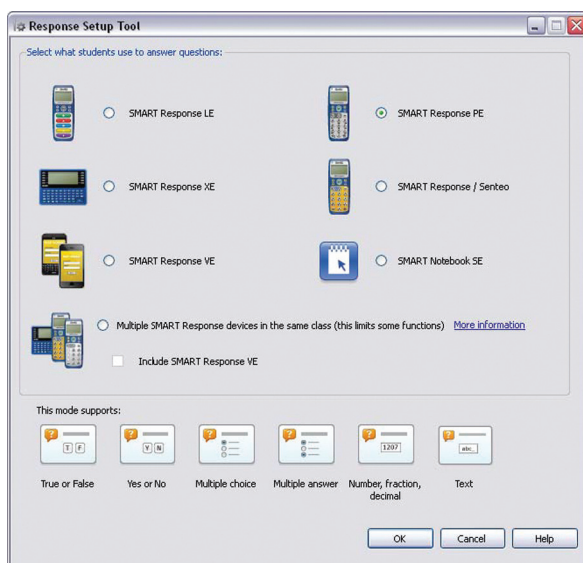 Response Setup Tool
Select what students use to answer questions:
SMART Response LE
SMART Response PE
SMART Response XE
SMART Response / Senteo
SMART Response VE
SMART Notebook SE
Multiple SMART Response devices in the same class (this limits some functions) More information
Include SMART Response VE
This mode supports:
T F
Y N
1207
abc_
True or False
Yes or No
Multiple choice
Multiple answer
Number, fraction,
decimal
Text
OK
Cancel
Help